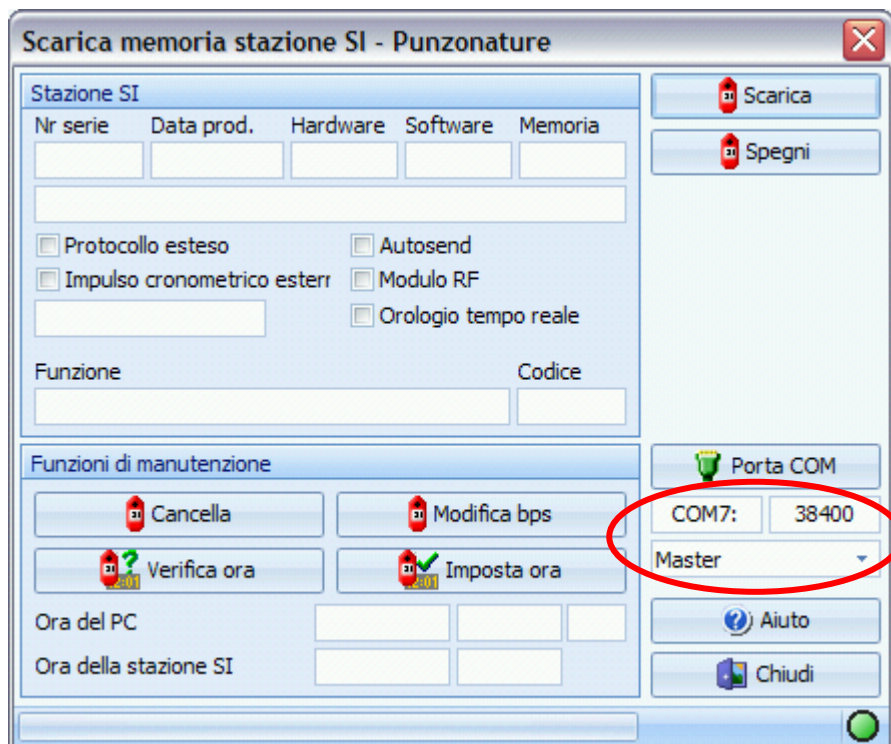 Scarica memoria stazione SI - Punzonature
Stazione SI
Nr serie Data prod. Hardware Software Memoria
Protocollo esteso Autosend
Impulso cronometrico esterr Modulo RF
Orologio tempo reale
Funzione Codice
Funzioni di manutenzione
Cancella Modifica bps
Verifica ora Imposta ora
Ora del PC
Ora della stazione SI
Scarica
Spegni
Porta COM
COM7: 38400
Master
Aiuto
Chiudi